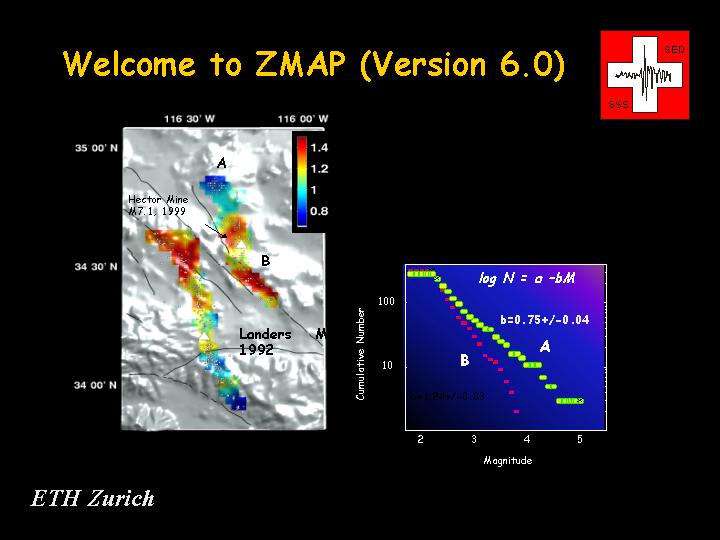 Welcome to ZMAP (Version 6.0)
SED
SSS
116 30' W
116 00' W
35 00' N
34 30' N
34 00' N
1.4
1.2
1
0.8
A
Hector Mine
M7.1, 1999
B
Landers M
1992
log N = a -bM
b=0.75+/-0.04
A
B
b=1.24+/-0.03
Cumulative Number
100
10
2 3 4 5
Magnitude
ETH Zurich